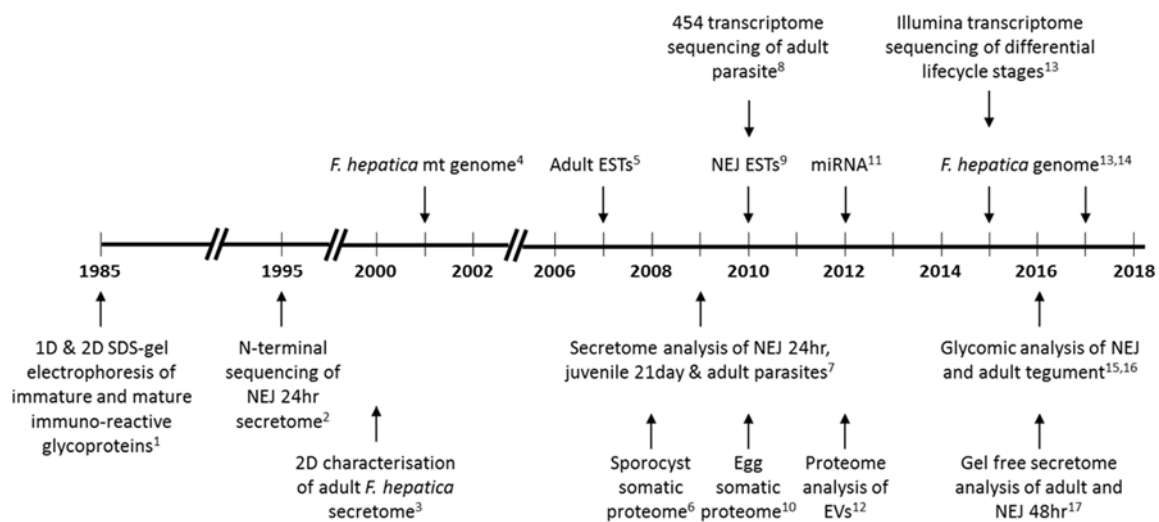 454 transcriptome
sequencing of adult
parasite8
Illumina transcriptome
sequencing of differential
lifecycle stages13
F. hepatica mt genome4
Adult ESTs5
NEJ ESTs9
miRNA11
F. hepatica genome13,14
1985
1995
2000
2002
2006
2008
2010
2012
2014
2016
2018
1D & 2D SDS-gel
electrophoresis of
immature and mature
immuno-reactive
glycoproteins1
N-terminal
sequencing of
NEJ 24hr
secretome2
Secretome analysis of NEJ 24hr,
juvenile 21day & adult parasites7
Glycomic analysis of NEJ
and adult tegument15,16
2D characterisation
of adult F. hepatica
secretome3
Sporocyst
somatic
proteome6
Egg
somatic
proteome10
Proteome
analysis of
EVs12
Gel free secretome
analysis of adult and
NEJ 48hr17